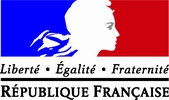 Liberté • Égalité • Fraternité
RÉPUBLIQUE FRANÇAISE